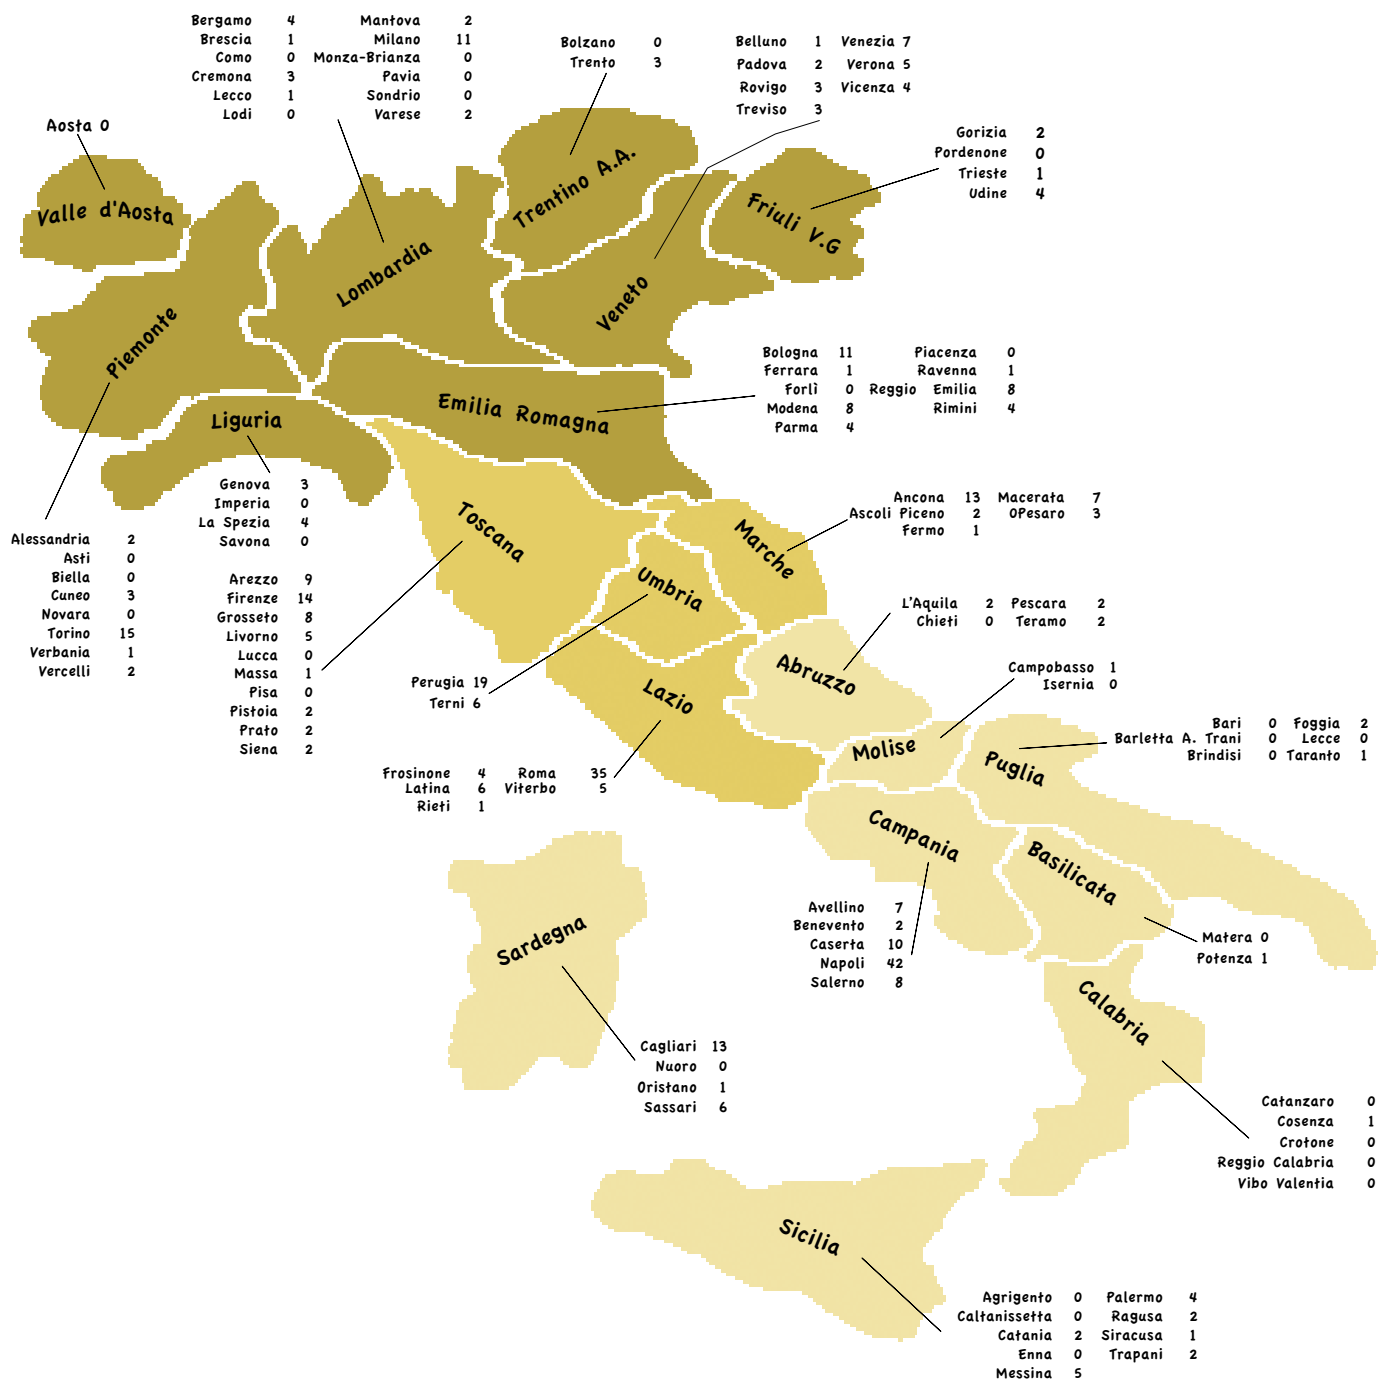 Bergamo 4 Mantova 2
Brescia 1 Milano 11
Como 0 Monza-Brianza 0
Cremona 3 Pavia 0
Lecco 1 Sondrio 0
Lodi 0 Varese 2
Bolzano 0
Trento 3
Belluno 1 Venezia 7
Padova 2 Verona 5
Rovigo 3 Vicenza 4
Treviso 3
Aosta 0
Gorizia 2
Pordenone 0
Trieste 1
Udine 4
Valle d'Aosta
Piemonte
Lombardia
Trentino A.A.
Veneto
Friuli V.G
Liguria
Emilia Romagna
Bologna 11 Piacenza 0
Ferrara 1 Ravenna 1
Forlì 0 Reggio Emilia 8
Modena 8 Rimini 4
Parma 4
Genova 3
Imperia 0
La Spezia 4
Savona 0
Alessandria 2
Asti 0
Biella 0
Cuneo 3
Novara 0
Torino 15
Verbania 1
Vercelli 2
Arezzo 9
Firenze 14
Grosseto 8
Livorno 5
Lucca 0
Massa 1
Pisa 0
Pistoia 2
Prato 2
Siena 2
Toscana
Marche
Umbria
Ancona 13 Macerata 7
Ascoli Piceno 2 OPesaro 3
Fermo 1
L'Aquila 2 Pescara 2
Chieti 0 Teramo 2
Perugia 19
Terni 6
Lazio
Abruzzo
Campobasso 1
Isernia 0
Molise
Puglia
Bari 0 Foggia 2
Barletta A. Trani 0 Lecce 0
Brindisi 0 Taranto 1
Frosinone 4 Roma 35
Latina 6 Viterbo 5
Rieti 1
Campania
Basilicata
Avellino 7
Benevento 2
Caserta 10
Napoli 42
Salerno 8
Matera 0
Potenza 1
Sardegna
Cagliari 13
Nuoro 0
Oristano 1
Sassari 6
Calabria
Catanzaro 0
Cosenza 1
Crotone 0
Reggio Calabria 0
Vibo Valentia 0
Sicilia
Agrigento 0 Palermo 4
Caltanissetta 0 Ragusa 2
Catania 2 Siracusa 1
Enna 0 Trapani 2
Messina 5